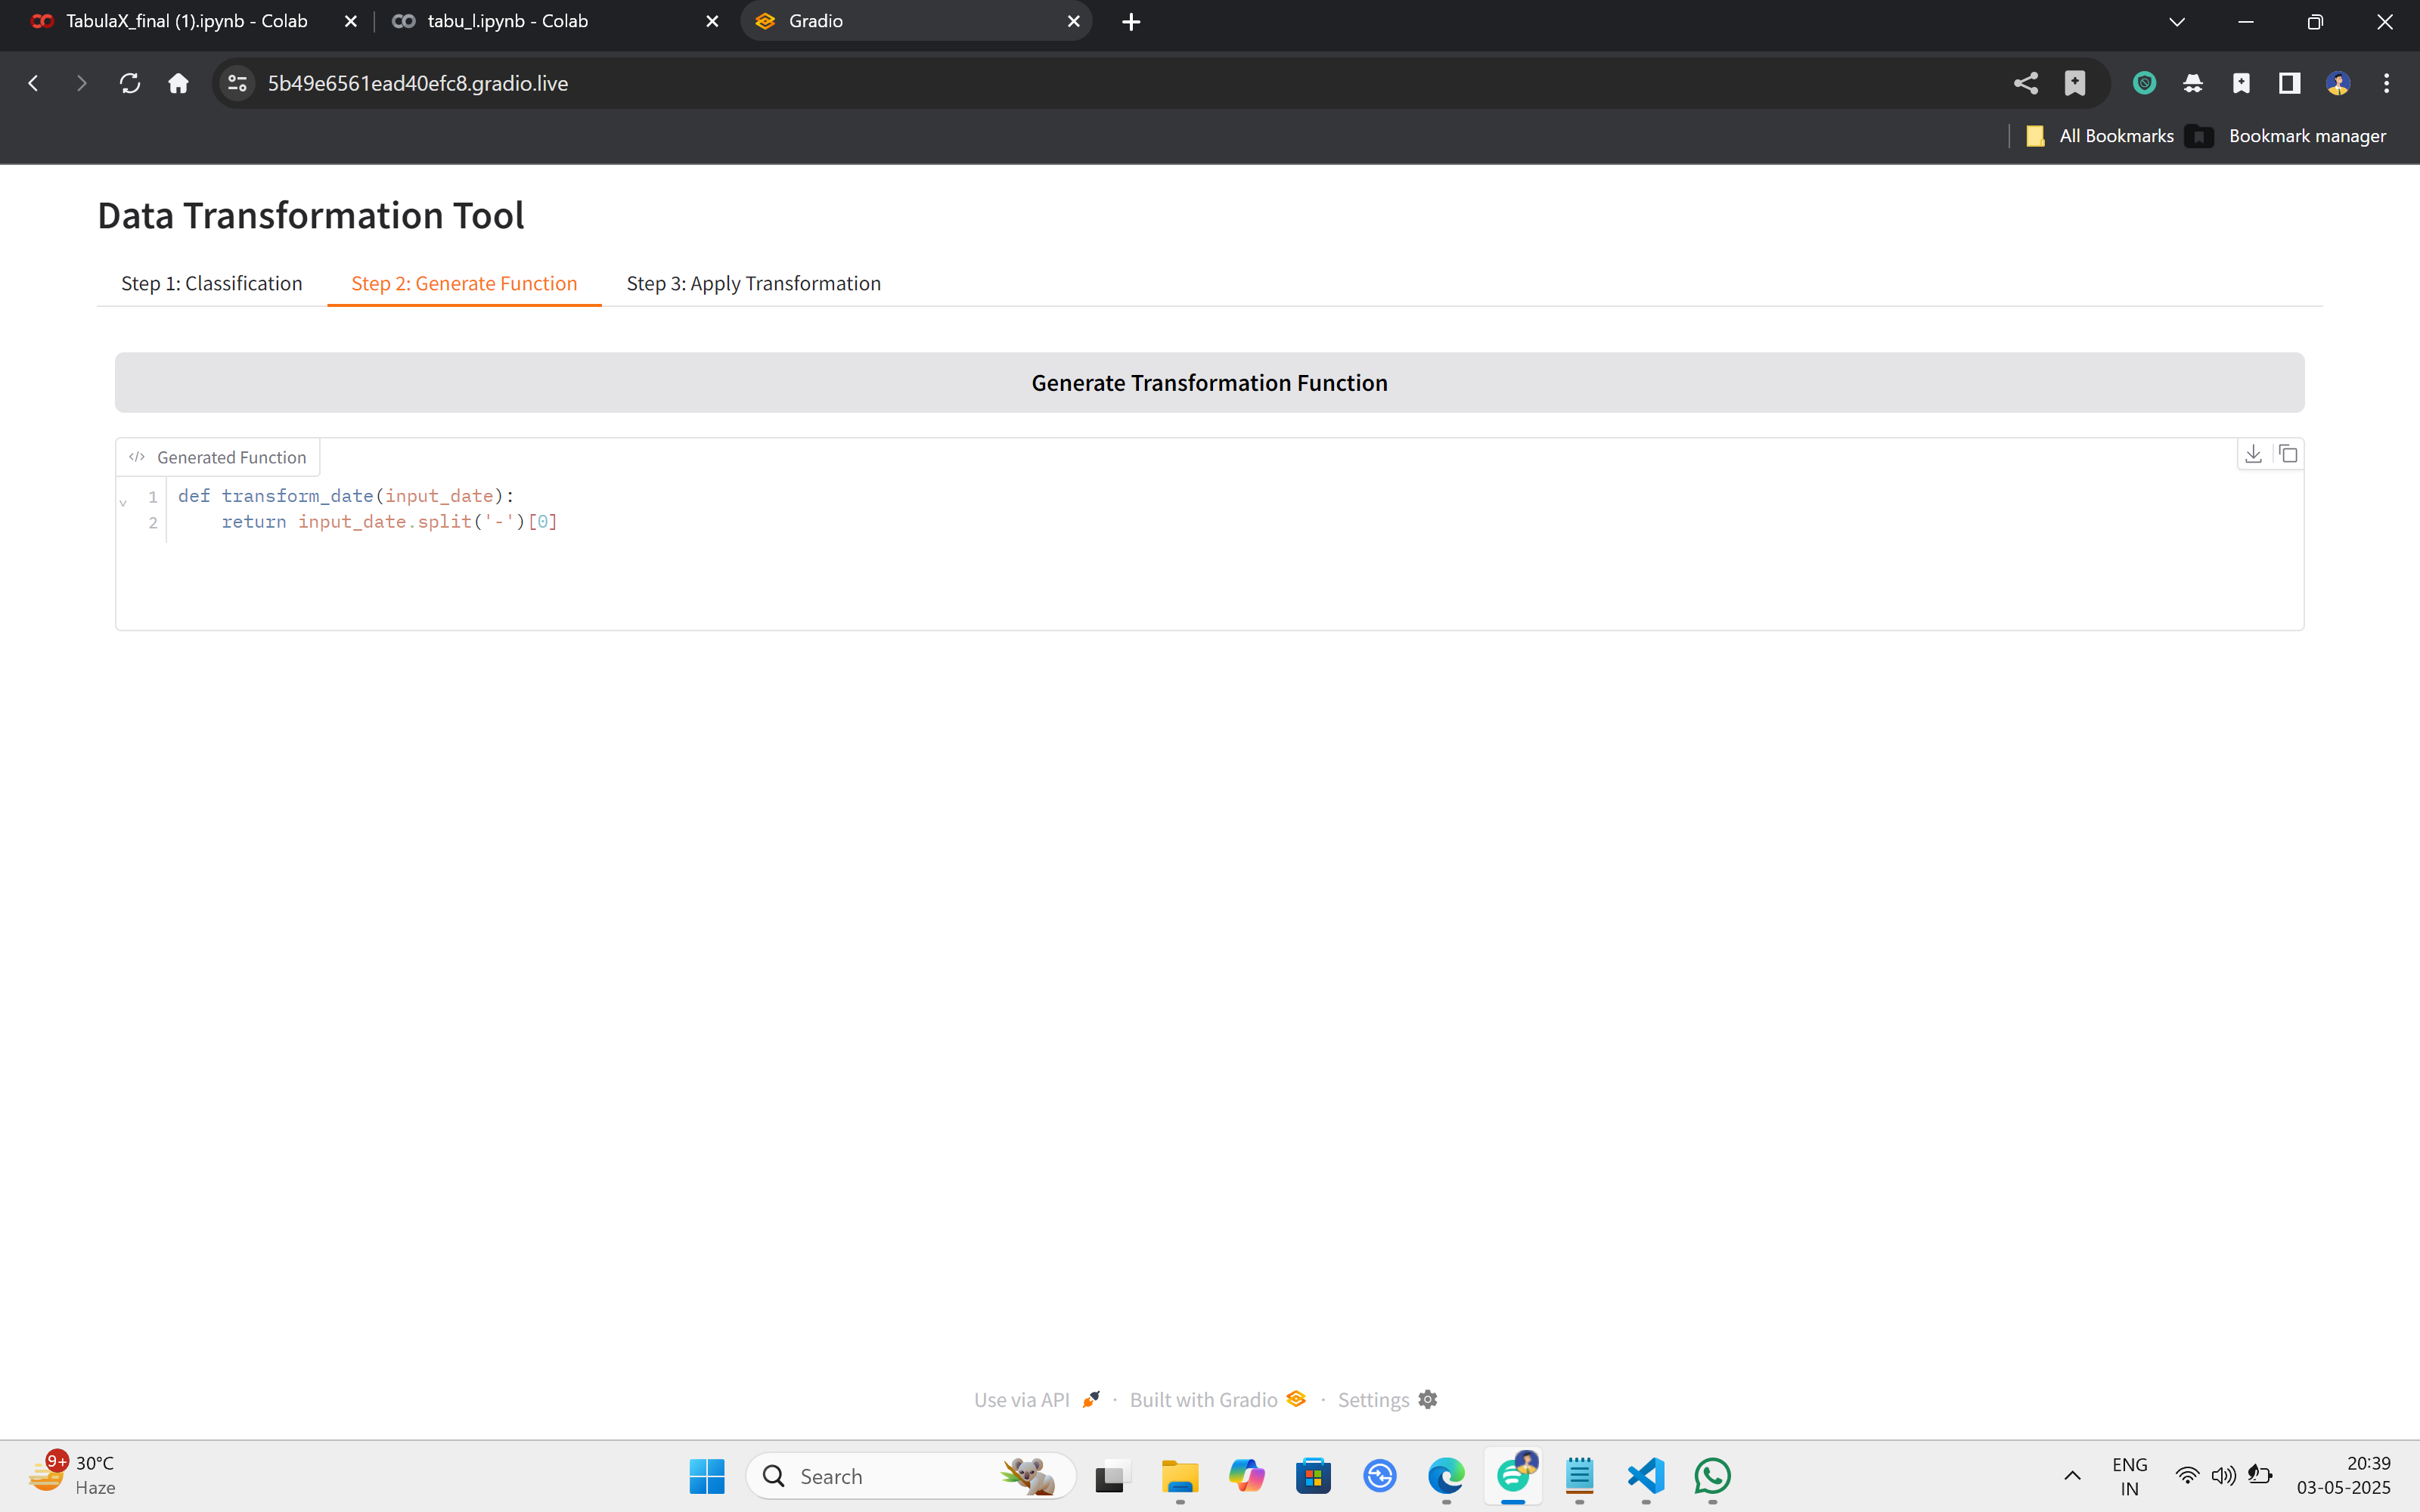 TabulaX_final (1).ipynb - Colab
tabu_l.ipynb - Colab
Gradio
5b49e6561ead40efc8.gradio.live
All Bookmarks
Bookmark manager
Data Transformation Tool
Step 1: Classification
Step 2: Generate Function
Step 3: Apply Transformation
Generate Transformation Function
</> Generated Function
1 def transform_date(input_date):
2     return input_date.split('-')[0]
Use via API · Built with Gradio · Settings
9+
30°C
Haze
Search
ENG
IN
20:39
03-05-2025